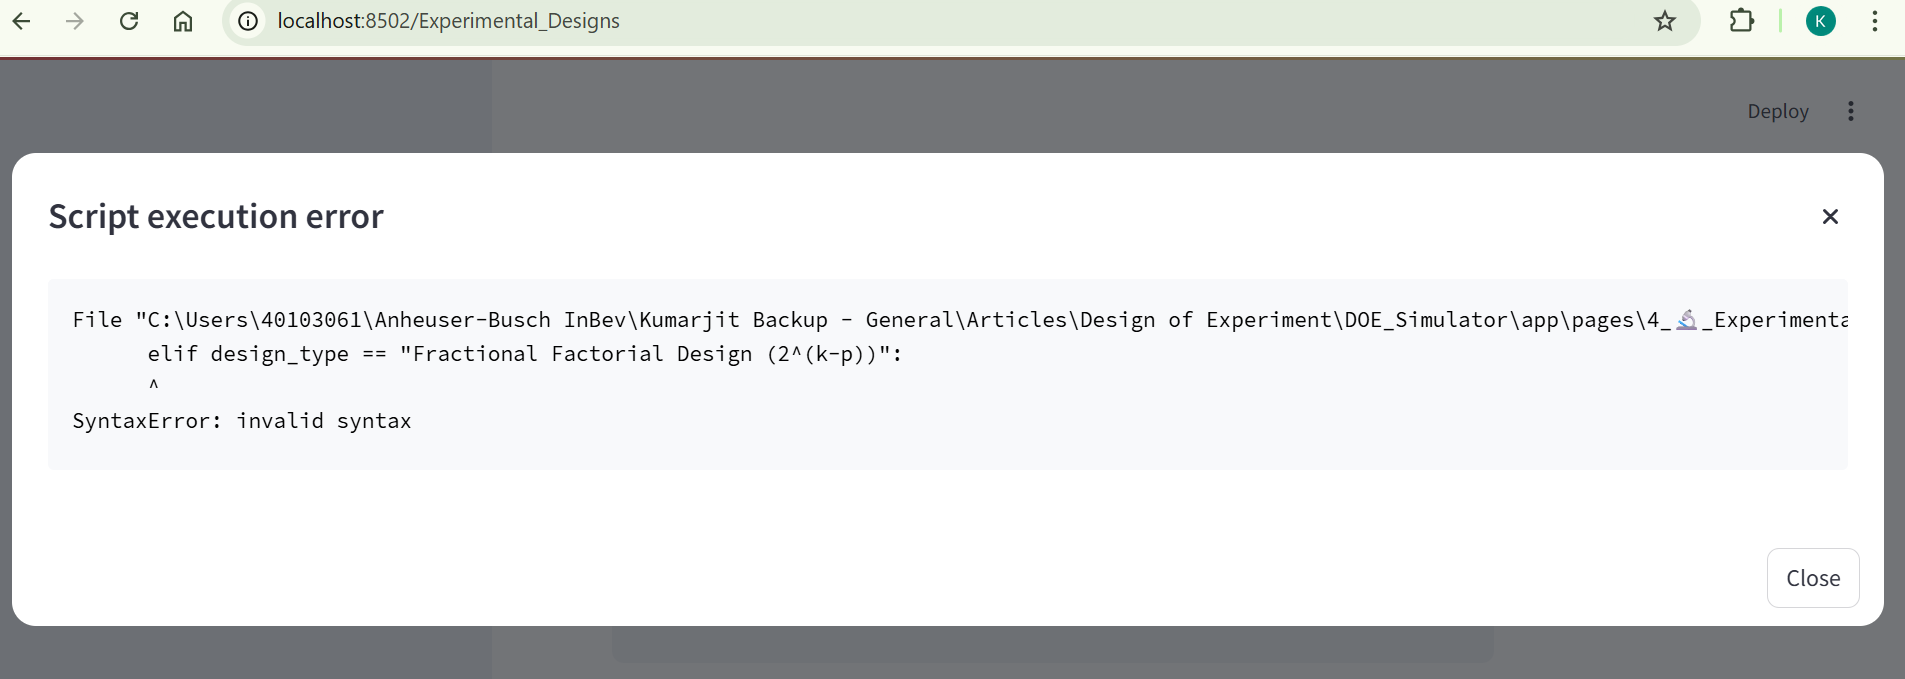 localhost:8502/Experimental_Designs
K
Deploy
Script execution error
File "C:\Users\40103061\Anheuser-Busch InBev\Kumarjit Backup - General\Articles\Design of Experiment\DOE_Simulator\app\pages\4_🔬_Experimenta
elif design_type == "Fractional Factorial Design (2^(k-p))":
^
SyntaxError: invalid syntax
Close